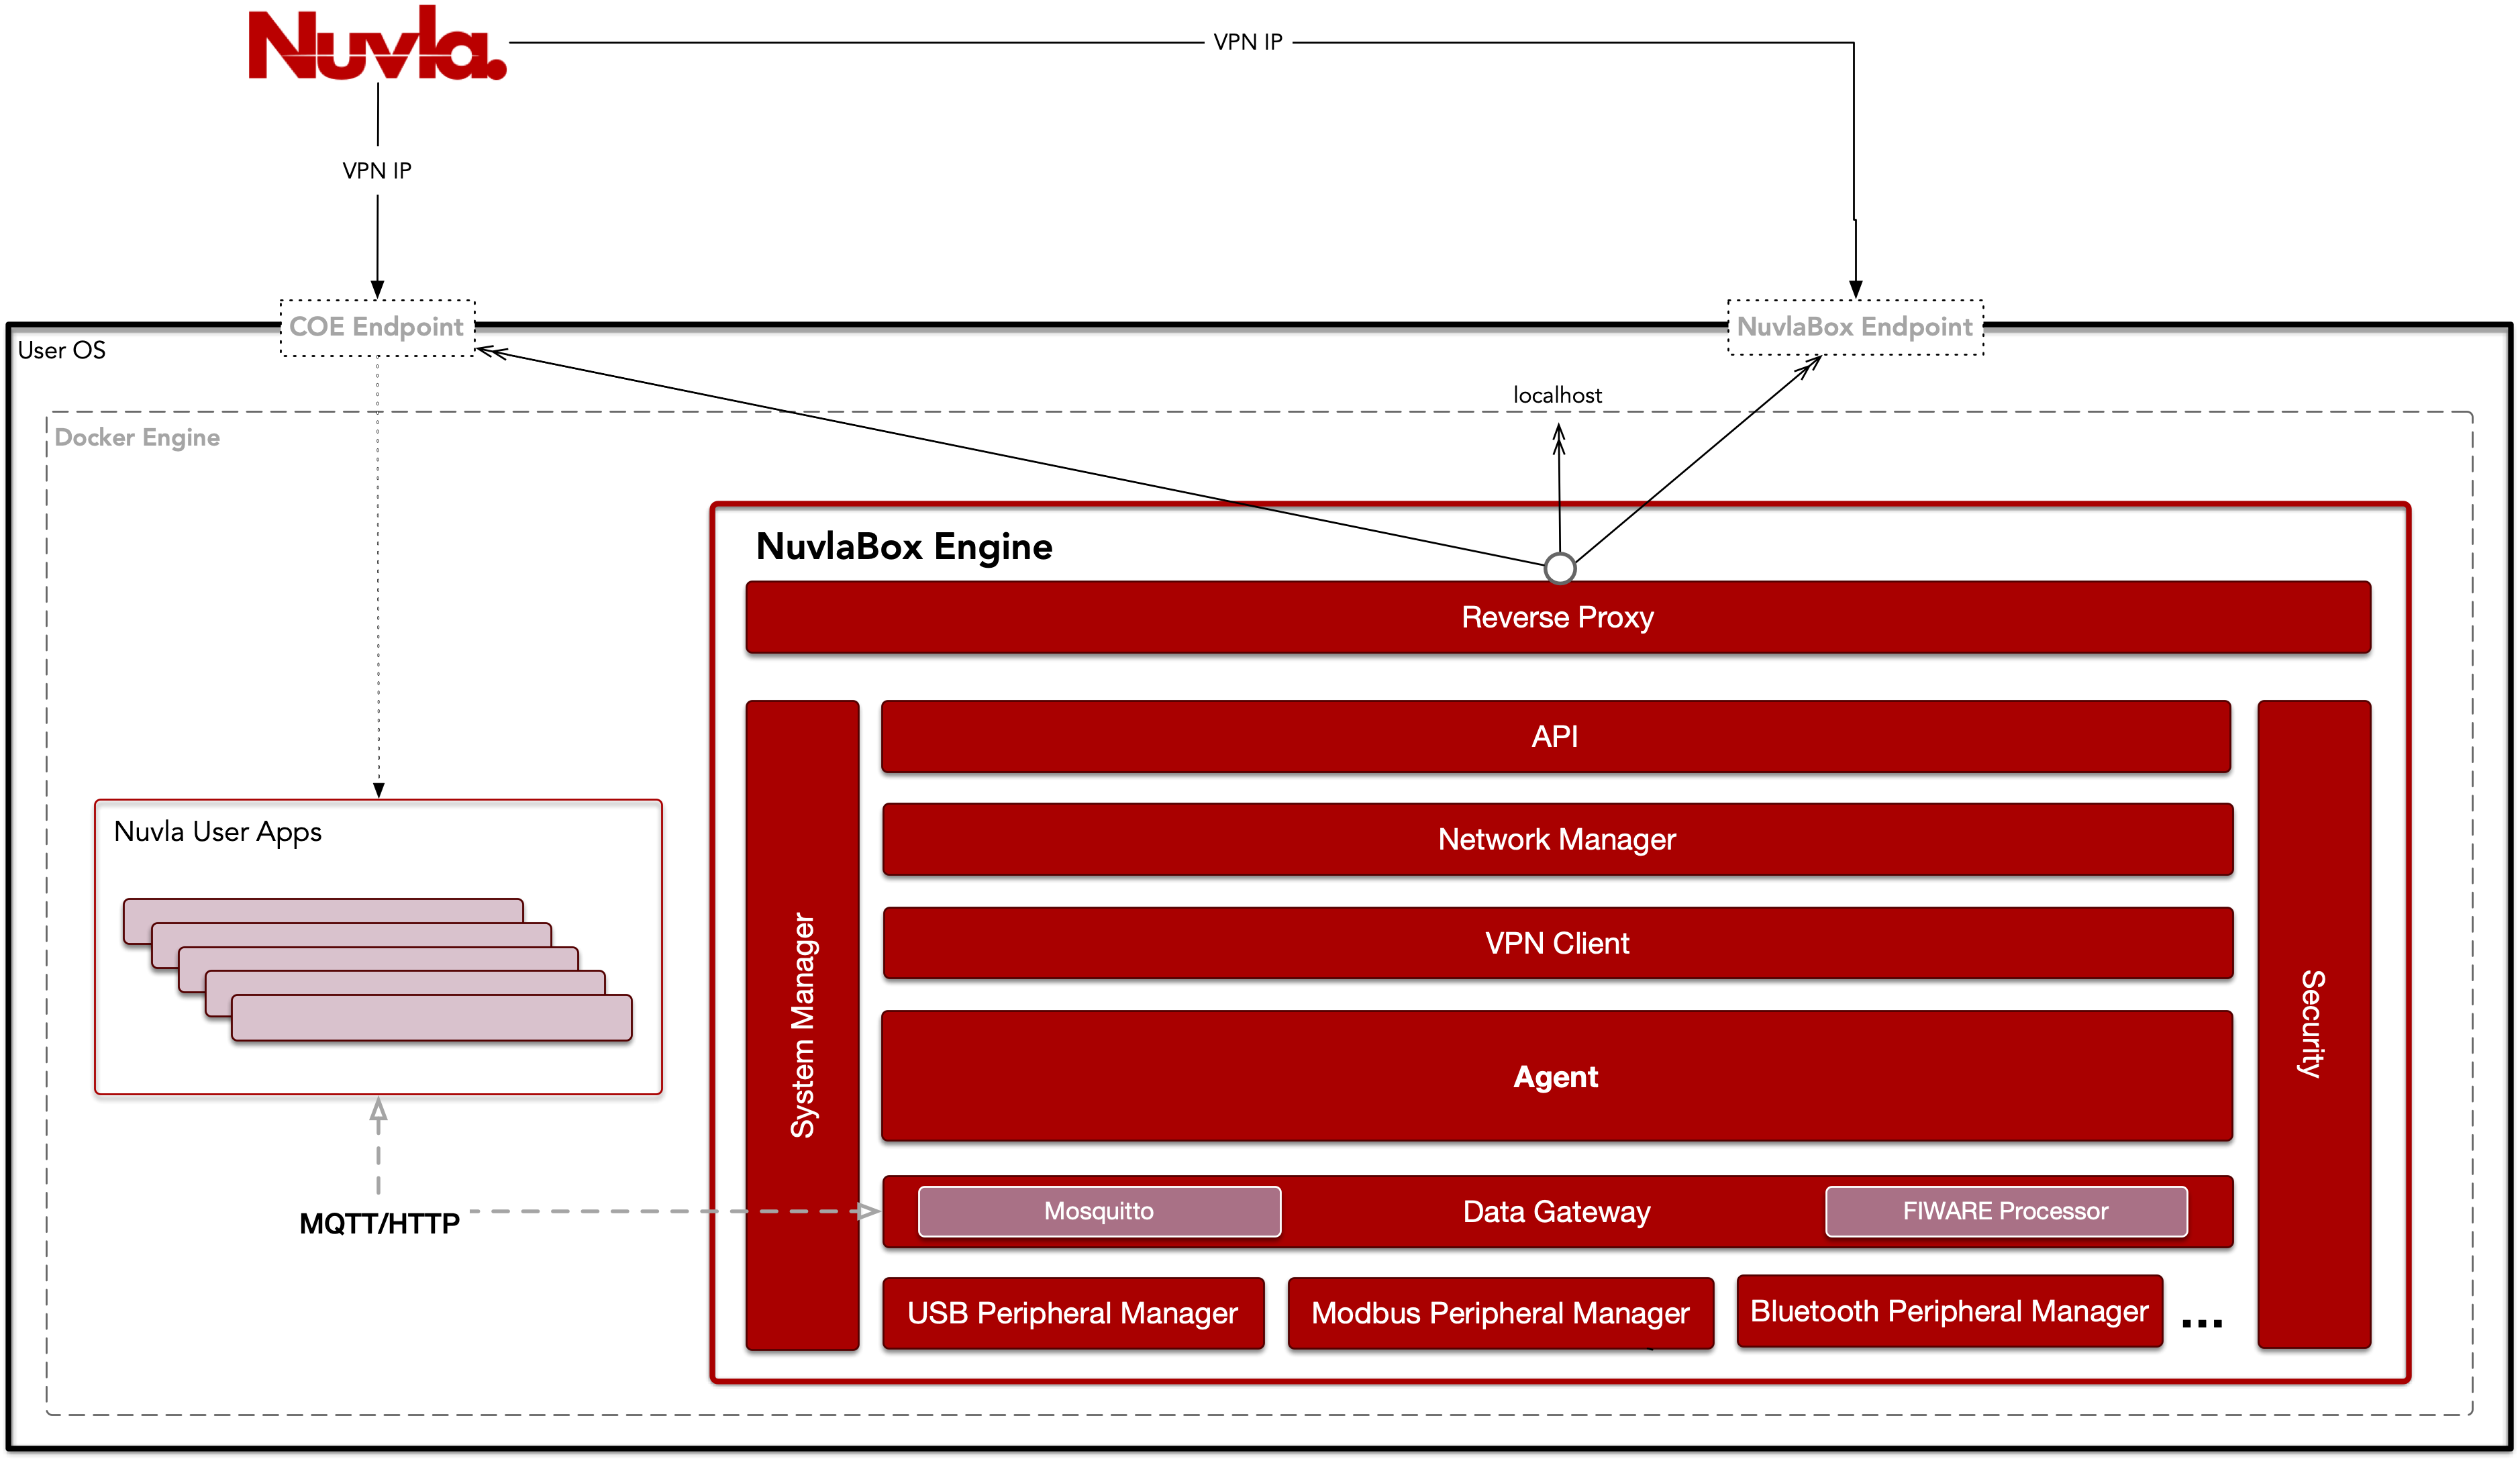 Nuvla.
VPN IP
VPN IP
COE Endpoint
NuvlaBox Endpoint
User OS
localhost
Docker Engine
NuvlaBox Engine
Reverse Proxy
API
Nuvla User Apps
Network Manager
VPN Client
System Manager
Security
Agent
MQTT/HTTP
Mosquitto
Data Gateway
FIWARE Processor
USB Peripheral Manager
Modbus Peripheral Manager
Bluetooth Peripheral Manager
...